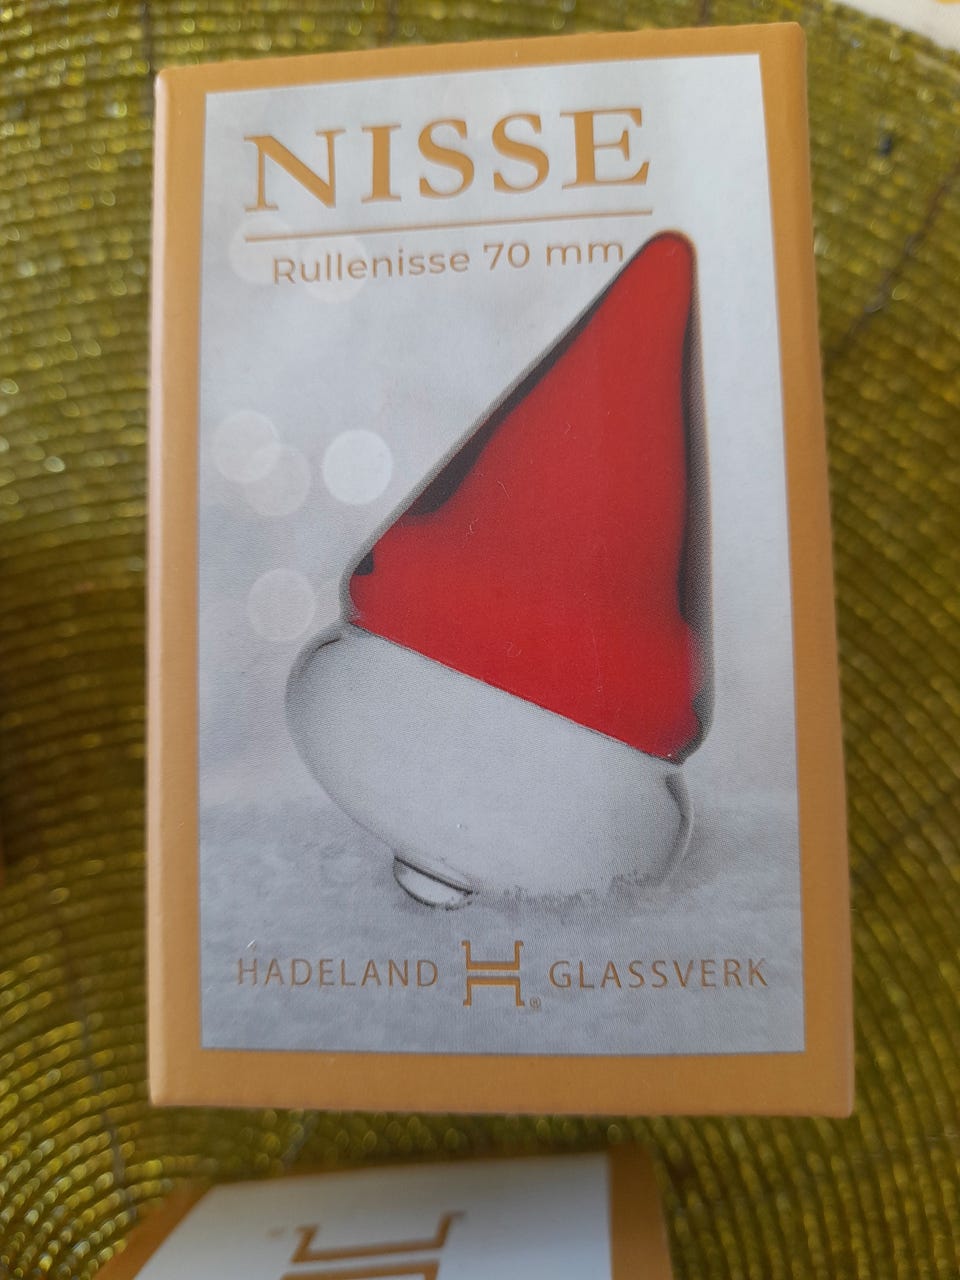 NISSE
Rullenisse 70 mm
HADELAND H® GLASSVERK